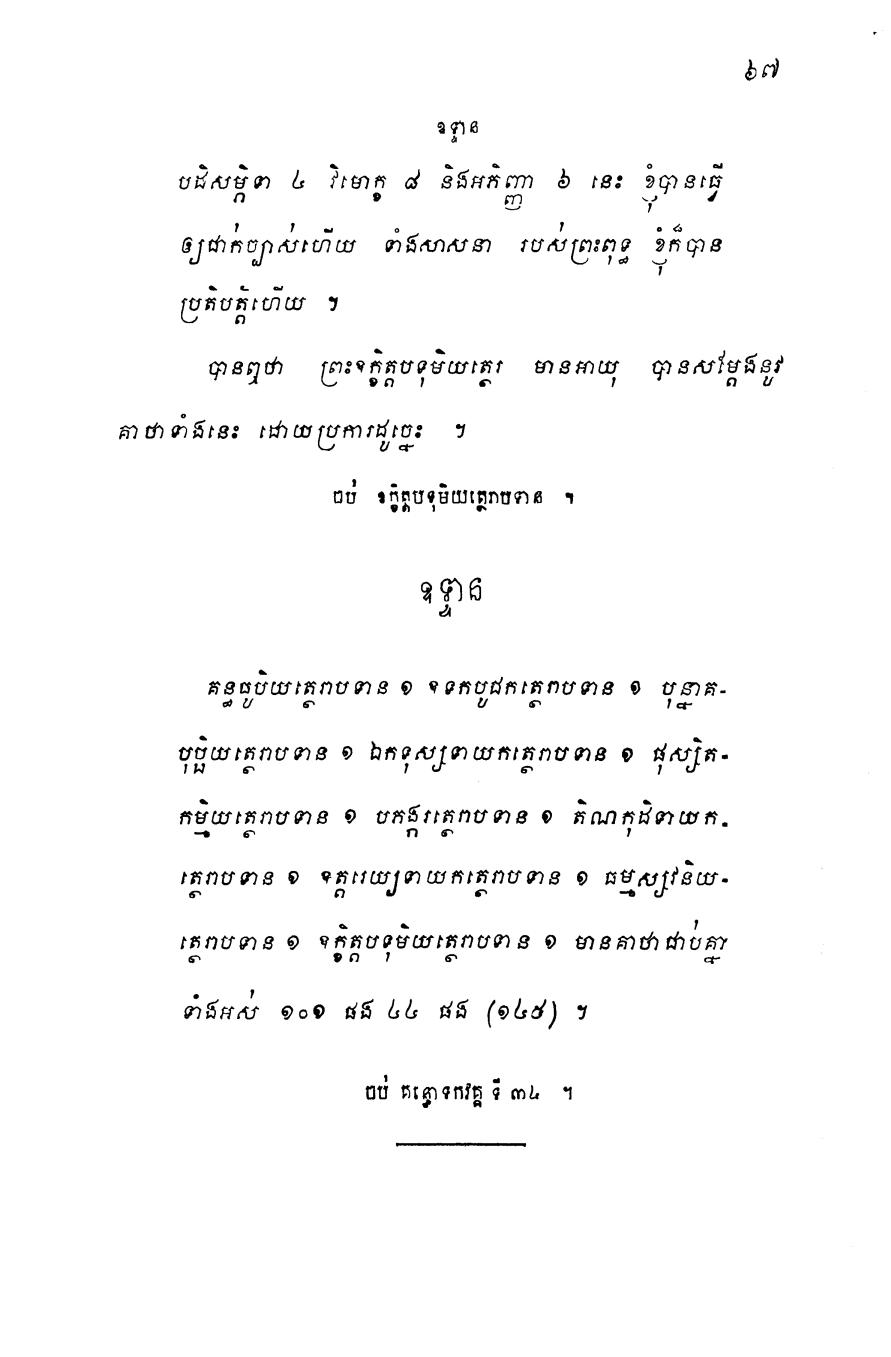 ៦៧
ឧទ្ទាន
បដិសម្ភិទា ៤ វិមោក្ខ ៨ និងអភិញ្ញា ៦ នេះ ខ្ញុំបានធ្វើ
ឲ្យជាក់ច្បាស់ហើយ ទាំងសាសនា របស់ព្រះពុទ្ធ ខ្ញុំក៏បាន
ប្រតិបត្តិហើយ ។
បានឮថា ព្រះឧក្ខិត្តបទុមិយត្ថេរ មានអាយុ បានសម្តែងនូវ
គាថាទាំងនេះ ដោយប្រការដូច្នេះ ។
ចប់ ឧក្ខិត្តបទុមិយត្ថេរាបទាន ។
ឧទ្ទាន
គន្ធធូបិយត្ថេរាបទាន ១ ឧទកបូជកត្ថេរាបទាន ១ បុន្នាគ-
បុប្ផិយត្ថេរាបទាន ១ ឯកទុស្សទាយកត្ថេរាបទាន ១ ផុស្សិត-
កម្មិយត្ថេរាបទាន ១ បភង្ករត្ថេរាបទាន ១ តិណកុដិទាយក-
ត្ថេរាបទាន ១ ឧត្តរេយ្យទាយកត្ថេរាបទាន ១ ធម្មស្សវនិយ-
ត្ថេរាបទាន ១ ឧក្ខិត្តបទុមិយត្ថេរាបទាន ១ មានគាថាជាប់គ្នា
ទាំងអស់ ១០១ ផង ៤៤ ផង (១៤៥) ។
ចប់ គន្ធោទកវគ្គ ទី ៣៤ ។